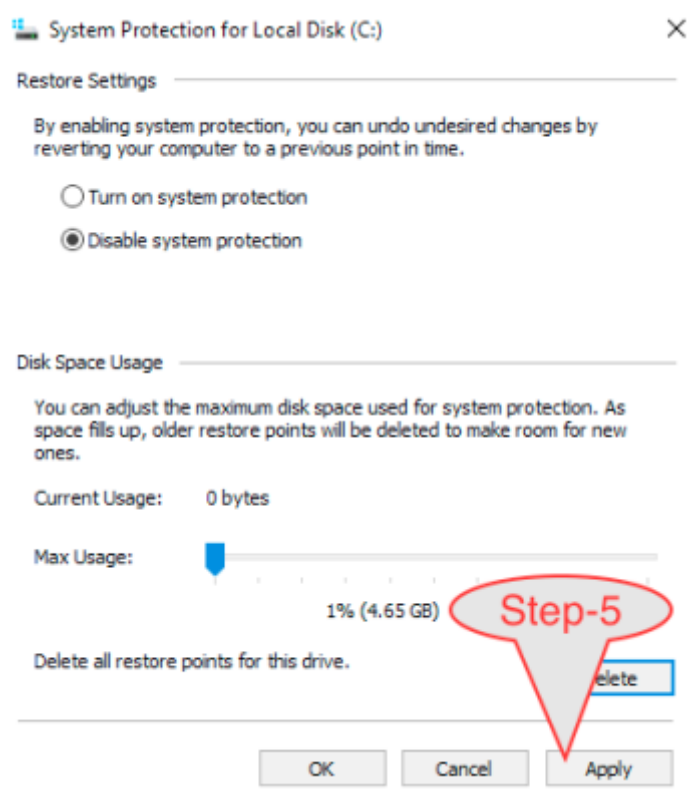 System Protection for Local Disk (C:)
Restore Settings
By enabling system protection, you can undo undesired changes by
reverting your computer to a previous point in time.
Turn on system protection
Disable system protection
Disk Space Usage
You can adjust the maximum disk space used for system protection. As
space fills up, older restore points will be deleted to make room for new
ones.
Current Usage: 0 bytes
Max Usage:
1% (4.65 GB)
Step-5
Delete all restore points for this drive.
elete
OK Cancel Apply